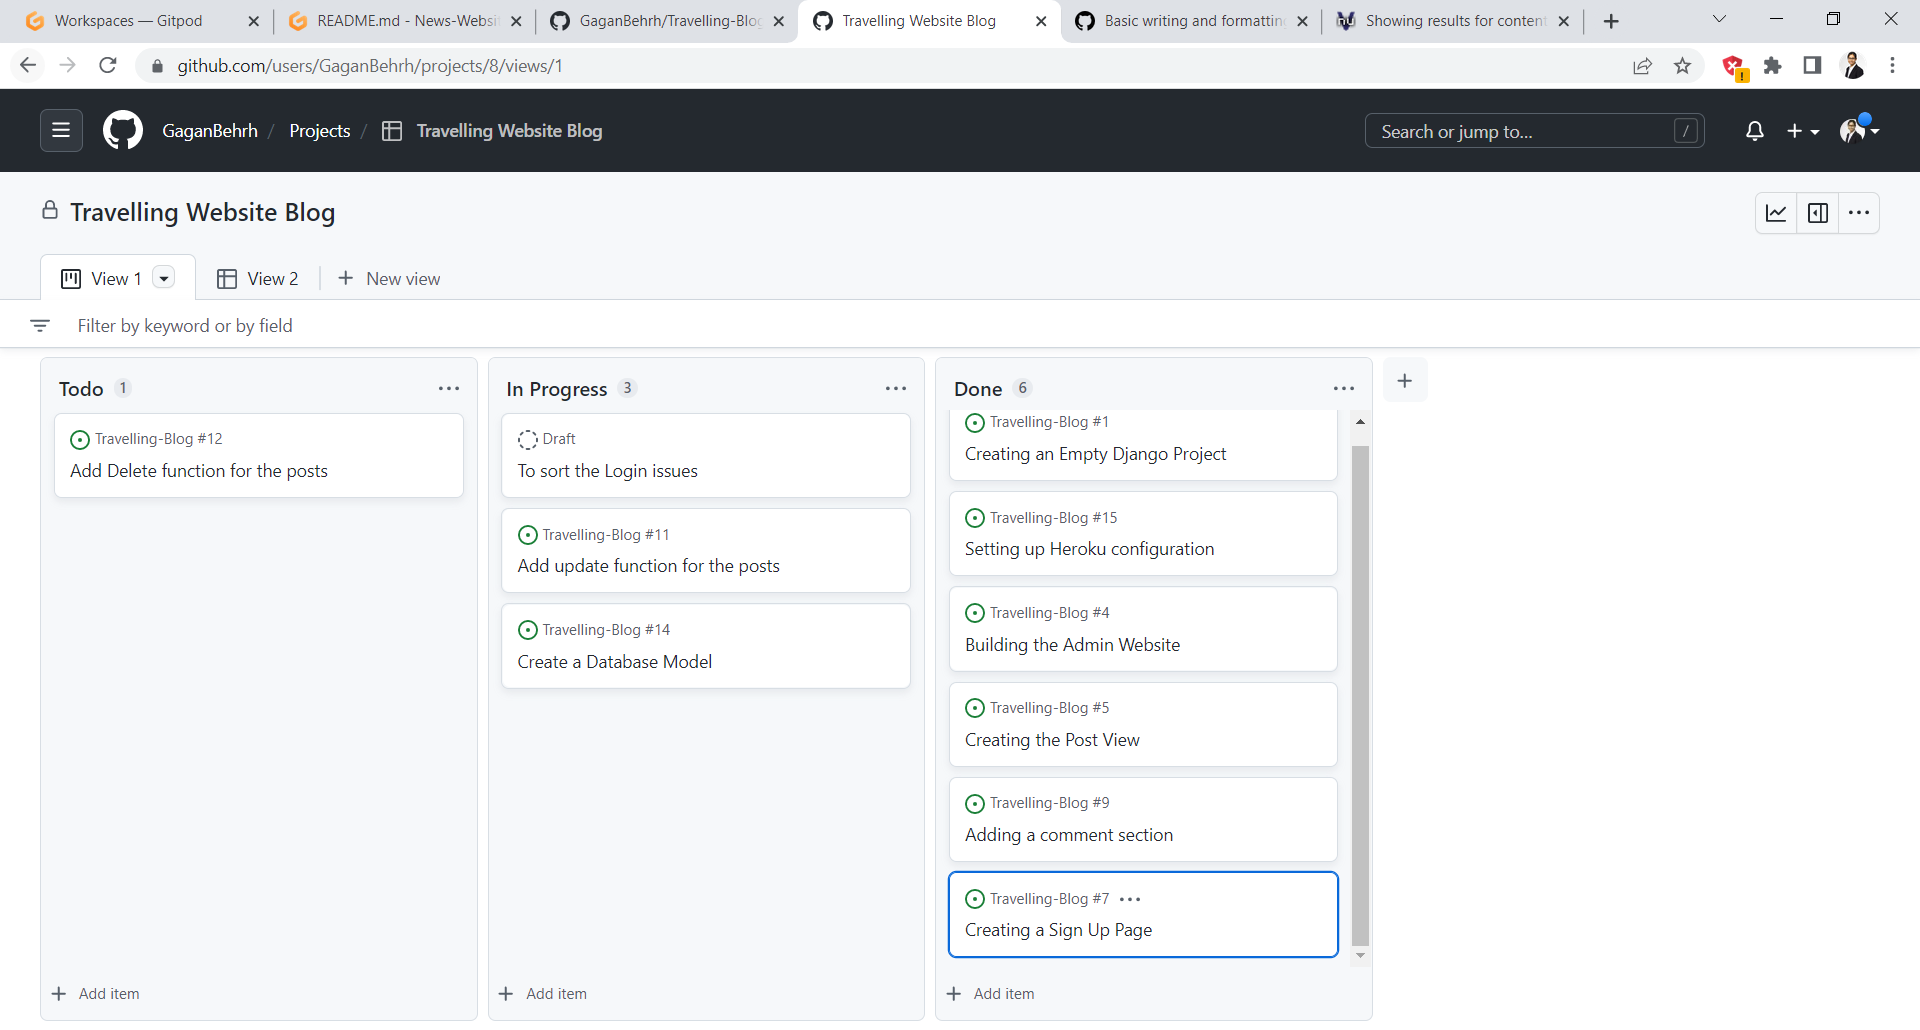 Workspaces — Gitpod
README.md - News-Websit
GaganBehrh/Travelling-Blog
Travelling Website Blog
Basic writing and formattin
Showing results for content
github.com/users/GaganBehrh/projects/8/views/1
GaganBehrh / Projects / Travelling Website Blog
Search or jump to... /
Travelling Website Blog
View 1
View 2
New view
Filter by keyword or by field
Todo 1
Travelling-Blog #12
Add Delete function for the posts
Add item
In Progress 3
Draft
To sort the Login issues
Travelling-Blog #11
Add update function for the posts
Travelling-Blog #14
Create a Database Model
Add item
Done 6
Travelling-Blog #1
Creating an Empty Django Project
Travelling-Blog #15
Setting up Heroku configuration
Travelling-Blog #4
Building the Admin Website
Travelling-Blog #5
Creating the Post View
Travelling-Blog #9
Adding a comment section
Travelling-Blog #7
Creating a Sign Up Page
Add item